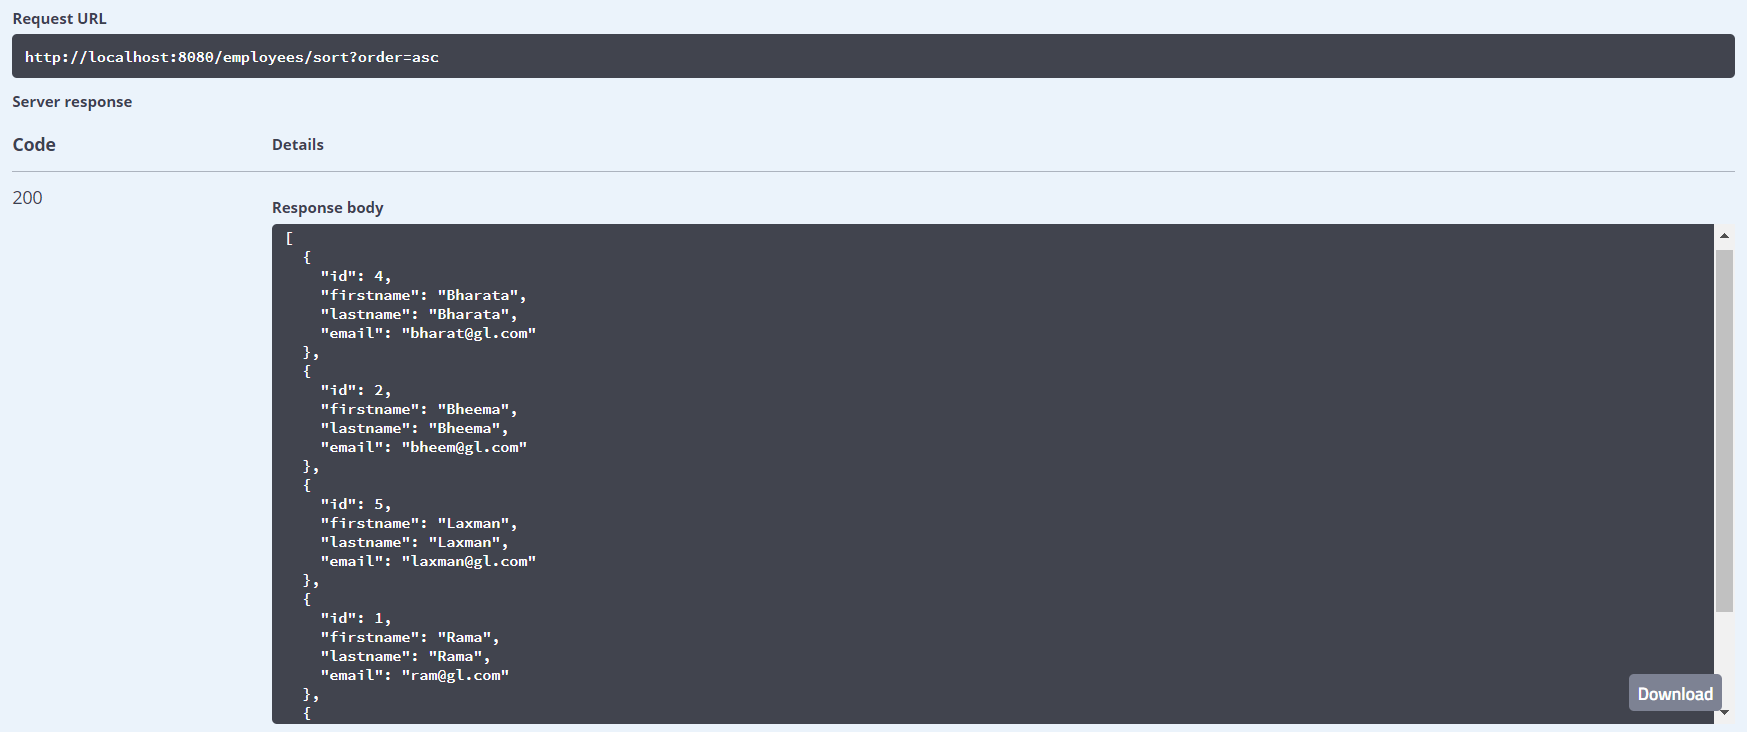 Request URL
http://localhost:8080/employees/sort?order=asc
Server response
Code Details
200
Response body
[
  {
    "id": 4,
    "firstname": "Bharata",
    "lastname": "Bharata",
    "email": "bharat@gl.com"
  },
  {
    "id": 2,
    "firstname": "Bheema",
    "lastname": "Bheema",
    "email": "bheem@gl.com"
  },
  {
    "id": 5,
    "firstname": "Laxman",
    "lastname": "Laxman",
    "email": "laxman@gl.com"
  },
  {
    "id": 1,
    "firstname": "Rama",
    "lastname": "Rama",
    "email": "ram@gl.com"
  },
  {
Download